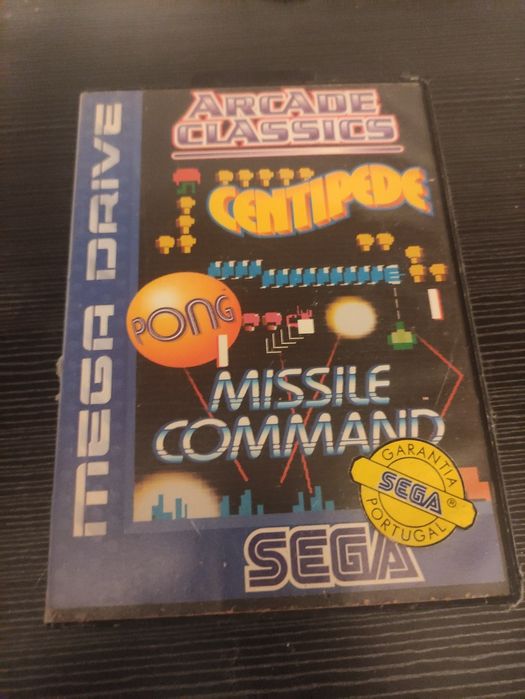 ARCADE
CLASSICS
CENTIPEDE
PONG
MISSILE
COMMAND
GARANTIA
SEGA ®
PORTUGAL
SEGA
MEGA DRIVE